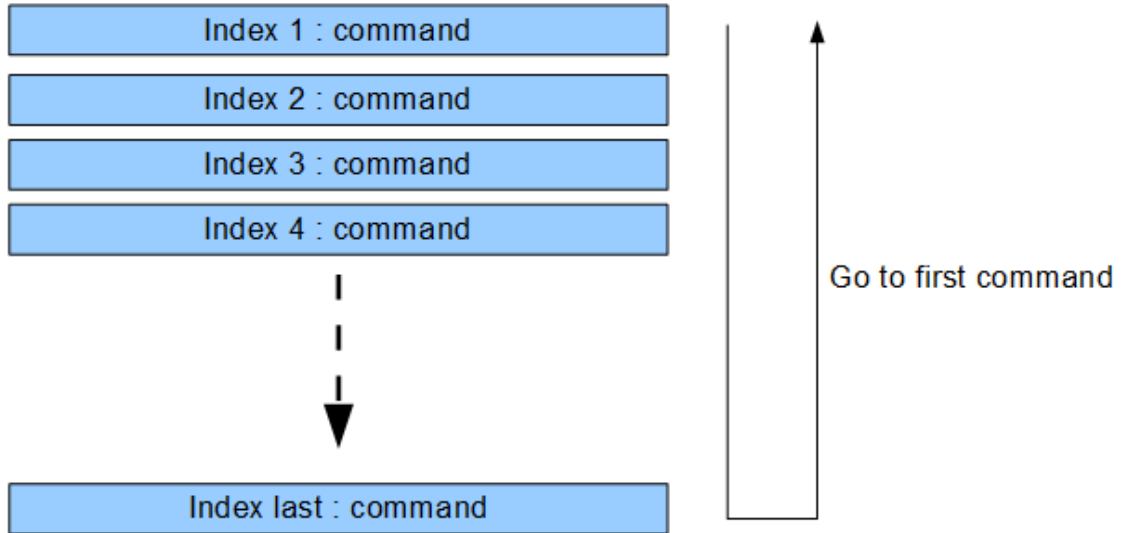 Index 1 : command
Index 2 : command
Index 3 : command
Index 4 : command
Go to first command
Index last : command